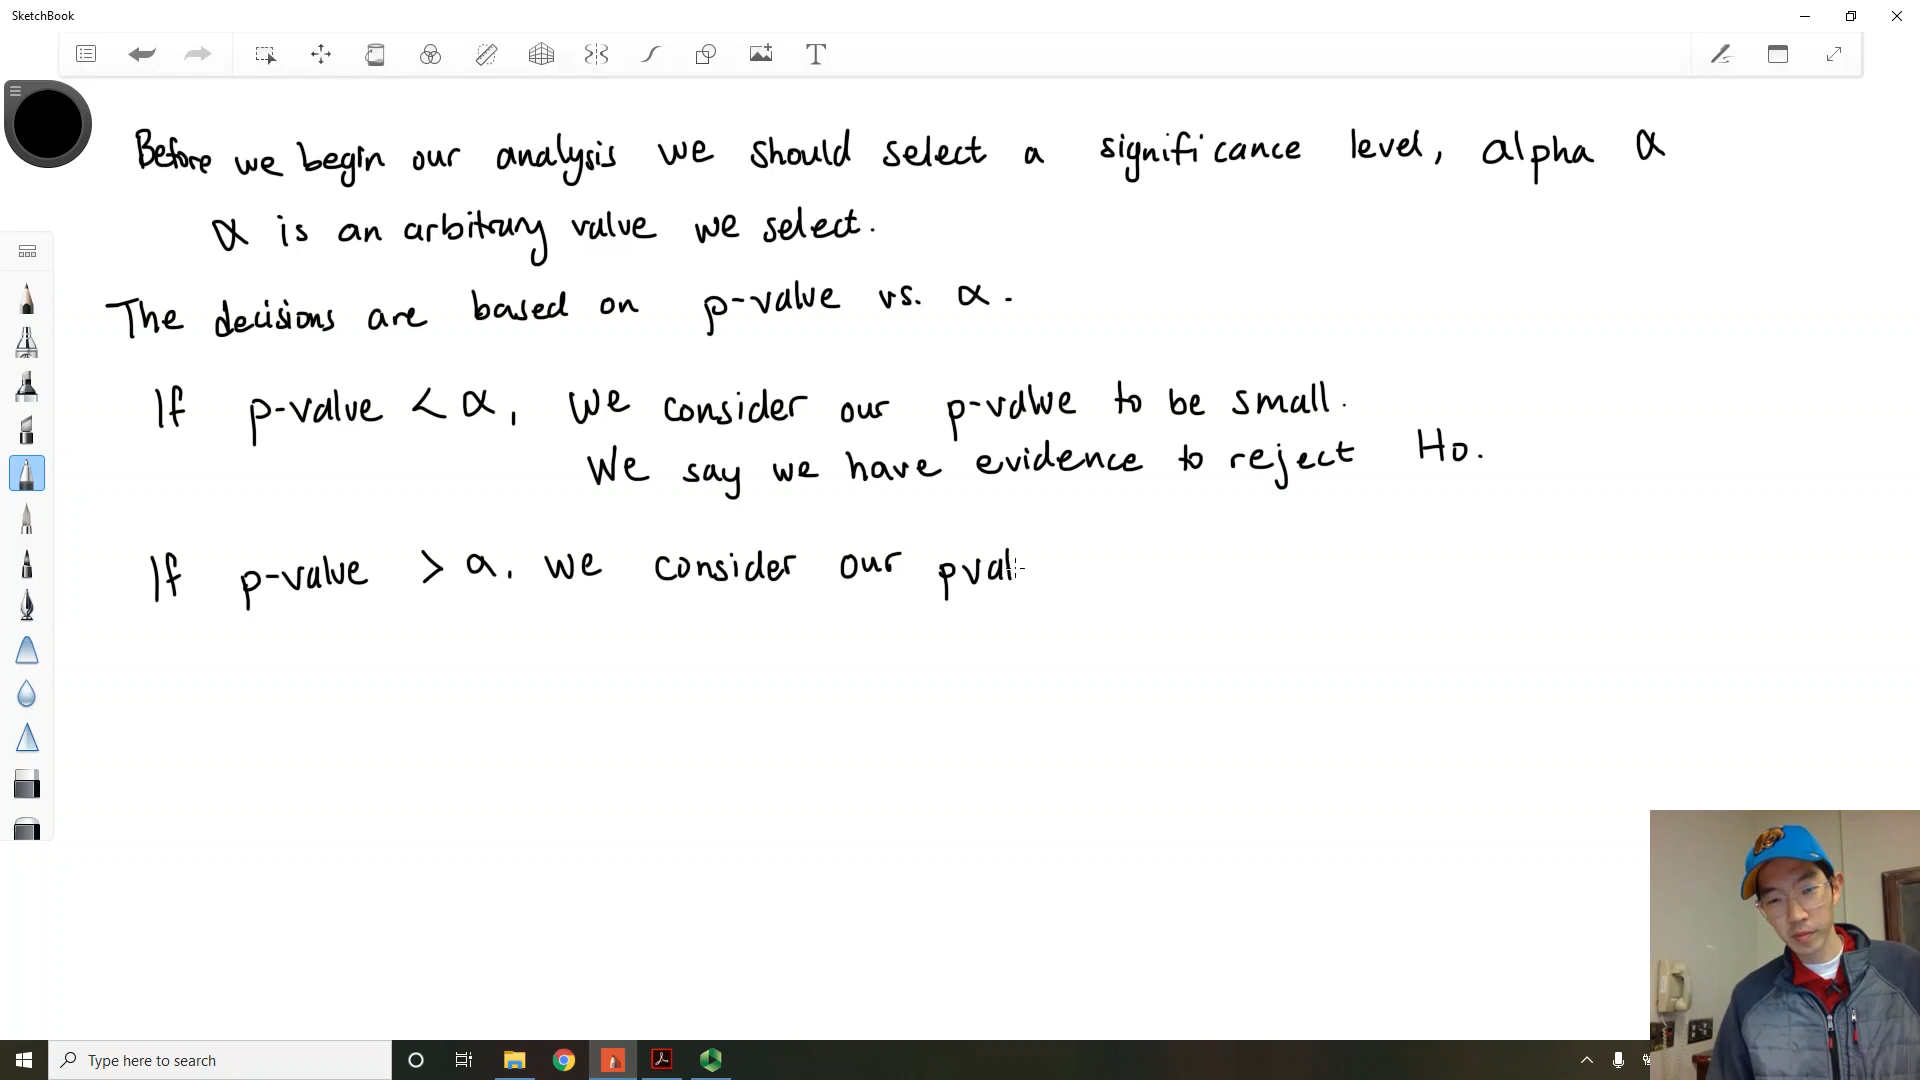 SketchBook
Before we begin our analysis we should select a significance level, alpha α
α is an arbitrary value we select.
The decisions are based on p-value vs. α.
If p-value < α, we consider our p-value to be small.
We say we have evidence to reject Ho.
If p-value > α, we consider our pval
Type here to search